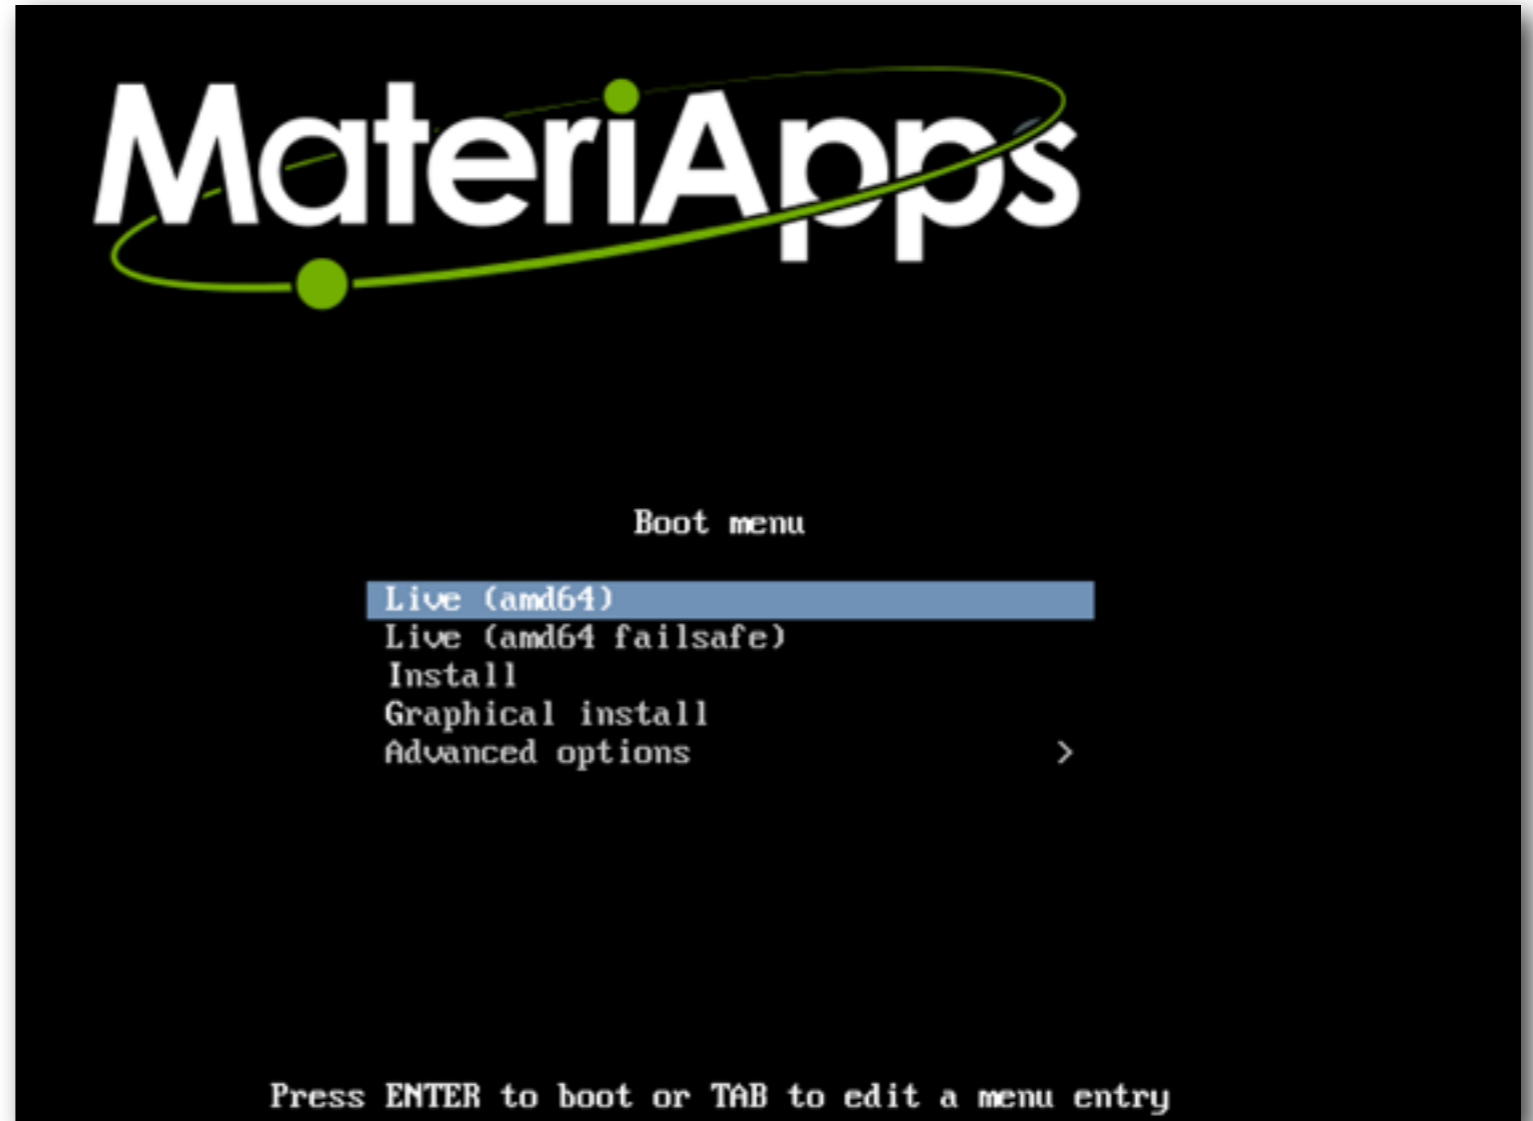 MateriApps
Boot menu
Live (amd64)
Live (amd64 failsafe)
Install
Graphical install
Advanced options >
Press ENTER to boot or TAB to edit a menu entry